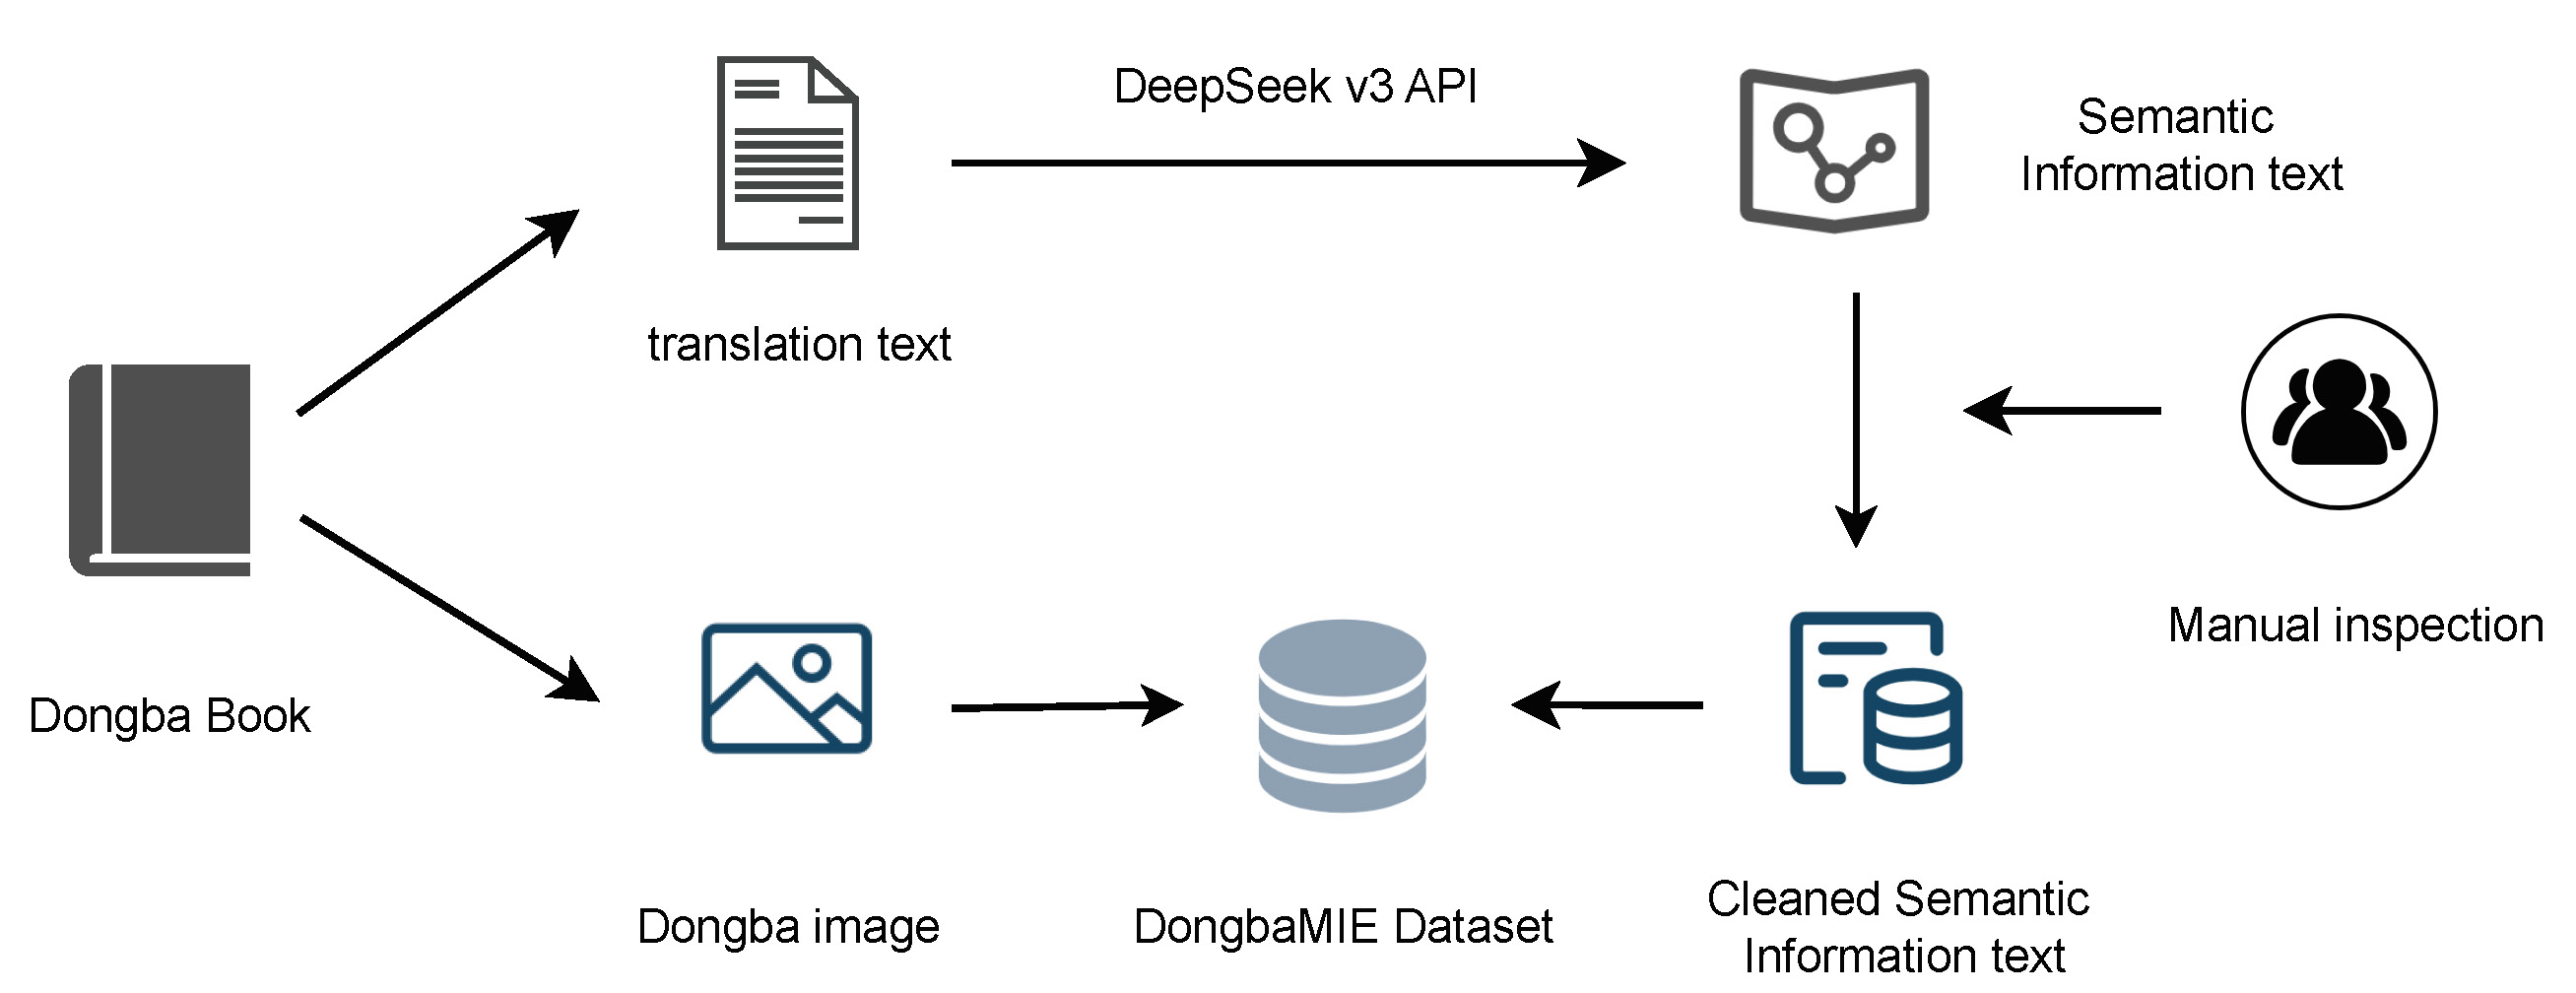 DeepSeek v3 API
Semantic
Information text
translation text
Manual inspection
Dongba Book
Dongba image
DongbaMIE Dataset
Cleaned Semantic
Information text